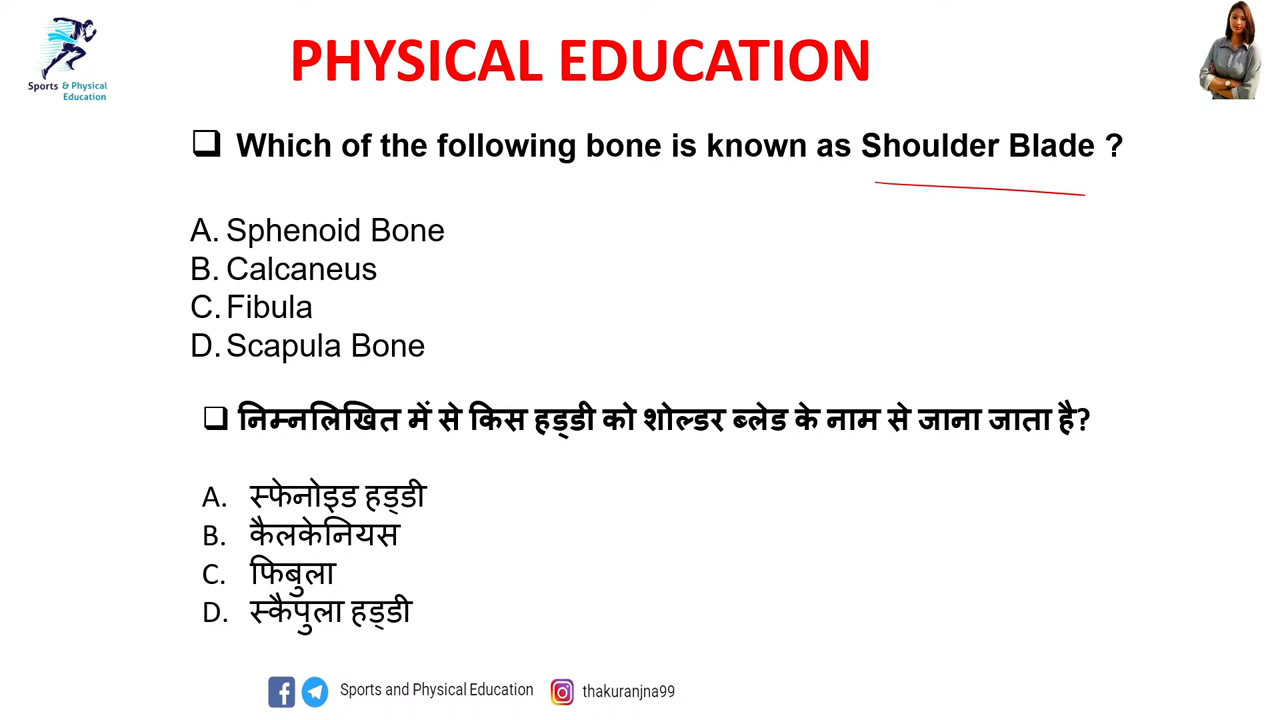 Sports & Physical
Education
PHYSICAL EDUCATION
Which of the following bone is known as Shoulder Blade ?
A. Sphenoid Bone
B. Calcaneus
C. Fibula
D. Scapula Bone
निम्नलिखित में से किस हड्डी को शोल्डर ब्लेड के नाम से जाना जाता है?
A. स्फेनोइड हड्डी
B. कैलकेनियस
C. फिबुला
D. स्कैपुला हड्डी
Sports and Physical Education thakuranjna99